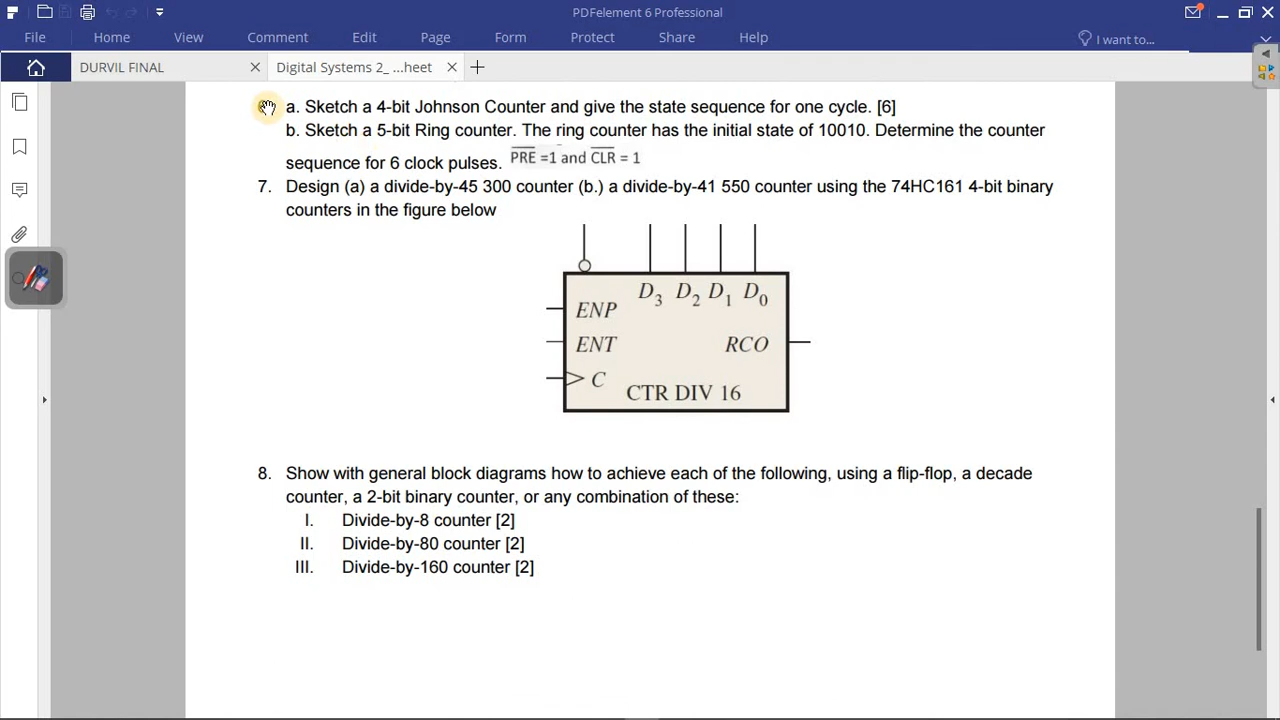 PDFelement 6 Professional
File Home View Comment Edit Page Form Protect Share Help I want to...
DURVIL FINAL Digital Systems 2_ ...heet
a. Sketch a 4-bit Johnson Counter and give the state sequence for one cycle. [6]
b. Sketch a 5-bit Ring counter. The ring counter has the initial state of 10010. Determine the counter
sequence for 6 clock pulses. PRE =1 and CLR = 1
7. Design (a) a divide-by-45 300 counter (b.) a divide-by-41 550 counter using the 74HC161 4-bit binary
counters in the figure below
D3 D2 D1 D0
ENP
ENT RCO
C
CTR DIV 16
8. Show with general block diagrams how to achieve each of the following, using a flip-flop, a decade
counter, a 2-bit binary counter, or any combination of these:
I. Divide-by-8 counter [2]
II. Divide-by-80 counter [2]
III. Divide-by-160 counter [2]